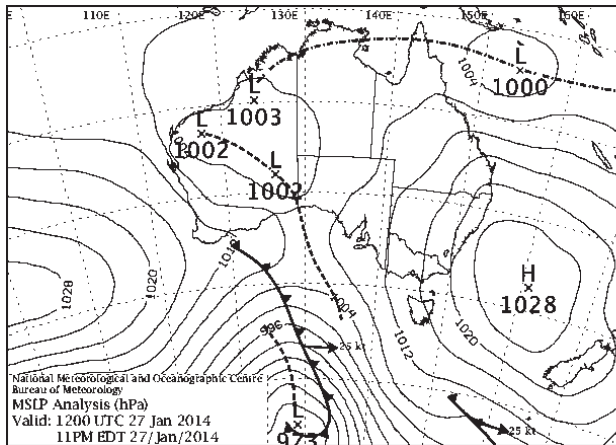 110E 120E 130E 140E 150E 160E
L
1000
1004
L
1003
L
1002
L
1002
1028
1020
1004
H
1028
1020
1012
996
25 kt
L
973
25 kt
National Meteorological and Oceanographic Centre
Bureau of Meteorology
MSLP Analysis (hPa)
Valid: 1200 UTC 27 Jan 2014
11PM EDT 27/Jan/2014